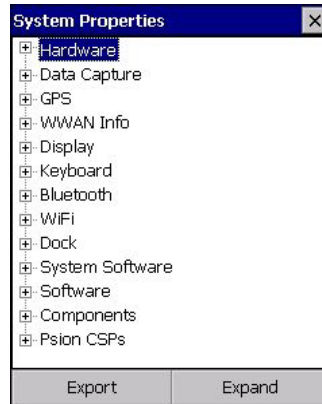 System Properties
Hardware
Data Capture
GPS
WWAN Info
Display
Keyboard
Bluetooth
WiFi
Dock
System Software
Software
Components
Psion CSPs
Export Expand